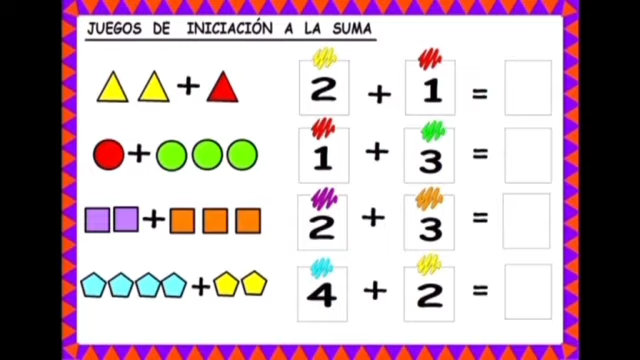 JUEGOS DE INICIACIÓN A LA SUMA
+ 2 + 1 =
+ 1 + 3 =
+ 2 + 3 =
+ 4 + 2 =